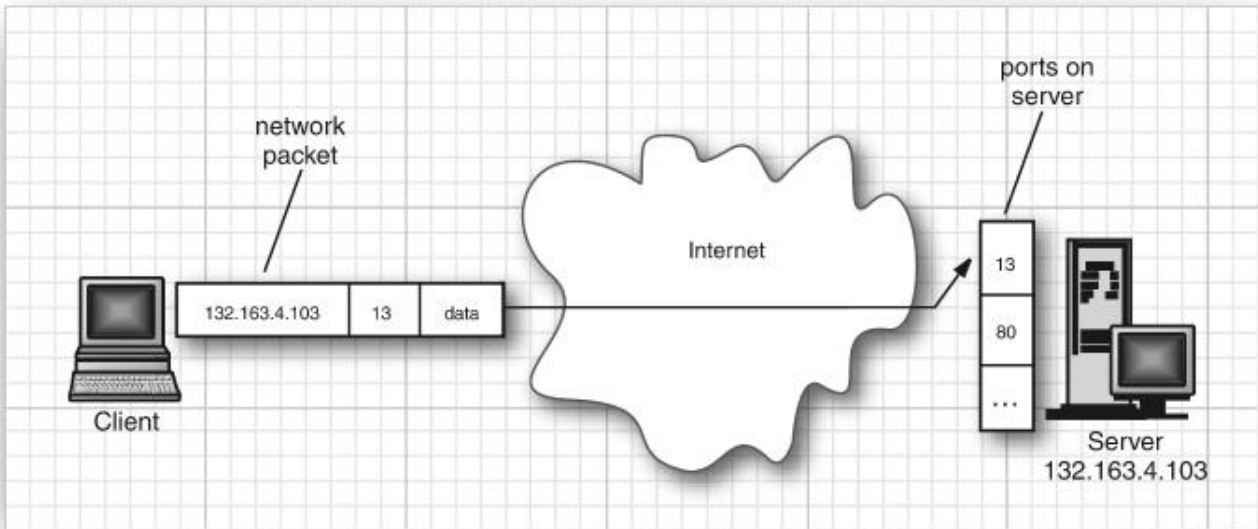 ports on
server
network
packet
Internet
132.163.4.103 13 data
13
80
...
Client
Server
132.163.4.103